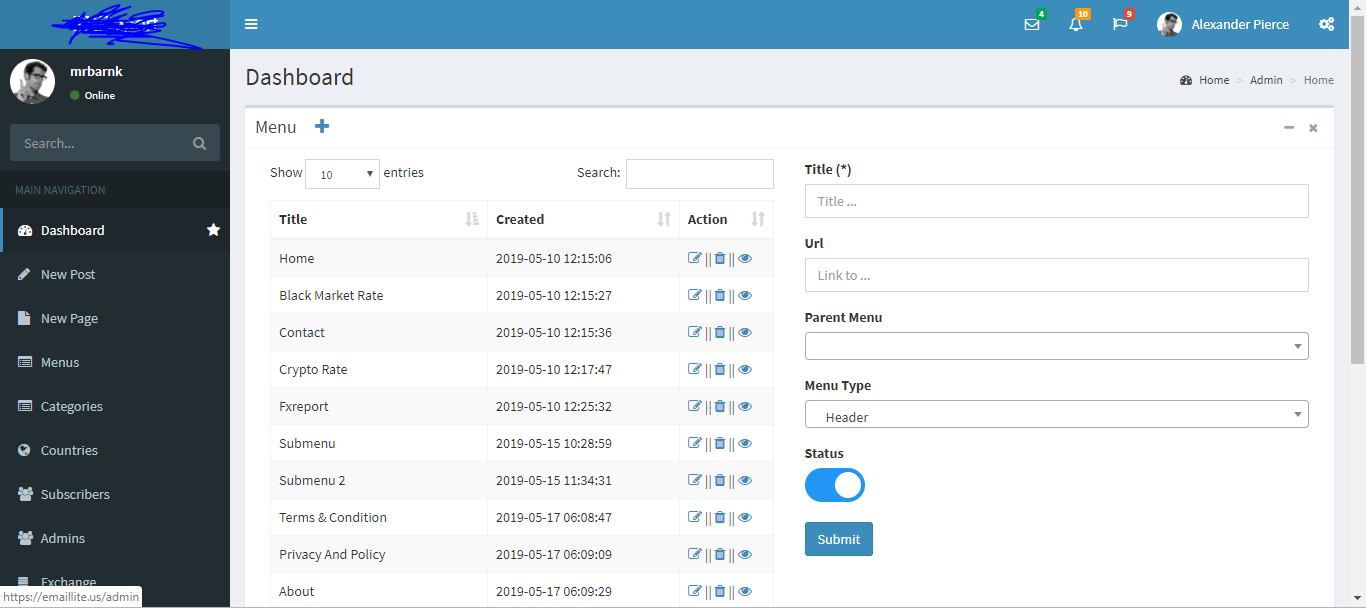 4
10
9
Alexander Pierce
mrbarnk
Online
Search...
MAIN NAVIGATION
Dashboard
New Post
New Page
Menus
Categories
Countries
Subscribers
Admins
Exchange
https://emaillite.us/admin
Dashboard
Home > Admin > Home
Menu
Show 10 entries
Search:
Title Created Action
Home 2019-05-10 12:15:06 || ||
Black Market Rate 2019-05-10 12:15:27 || ||
Contact 2019-05-10 12:15:36 || ||
Crypto Rate 2019-05-10 12:17:47 || ||
Fxreport 2019-05-10 12:25:32 || ||
Submenu 2019-05-15 10:28:59 || ||
Submenu 2 2019-05-15 11:34:31 || ||
Terms & Condition 2019-05-17 06:08:47 || ||
Privacy And Policy 2019-05-17 06:09:09 || ||
About 2019-05-17 06:09:29 || ||
Title (*)
Title ...
Url
Link to ...
Parent Menu
Menu Type
Header
Status
Submit